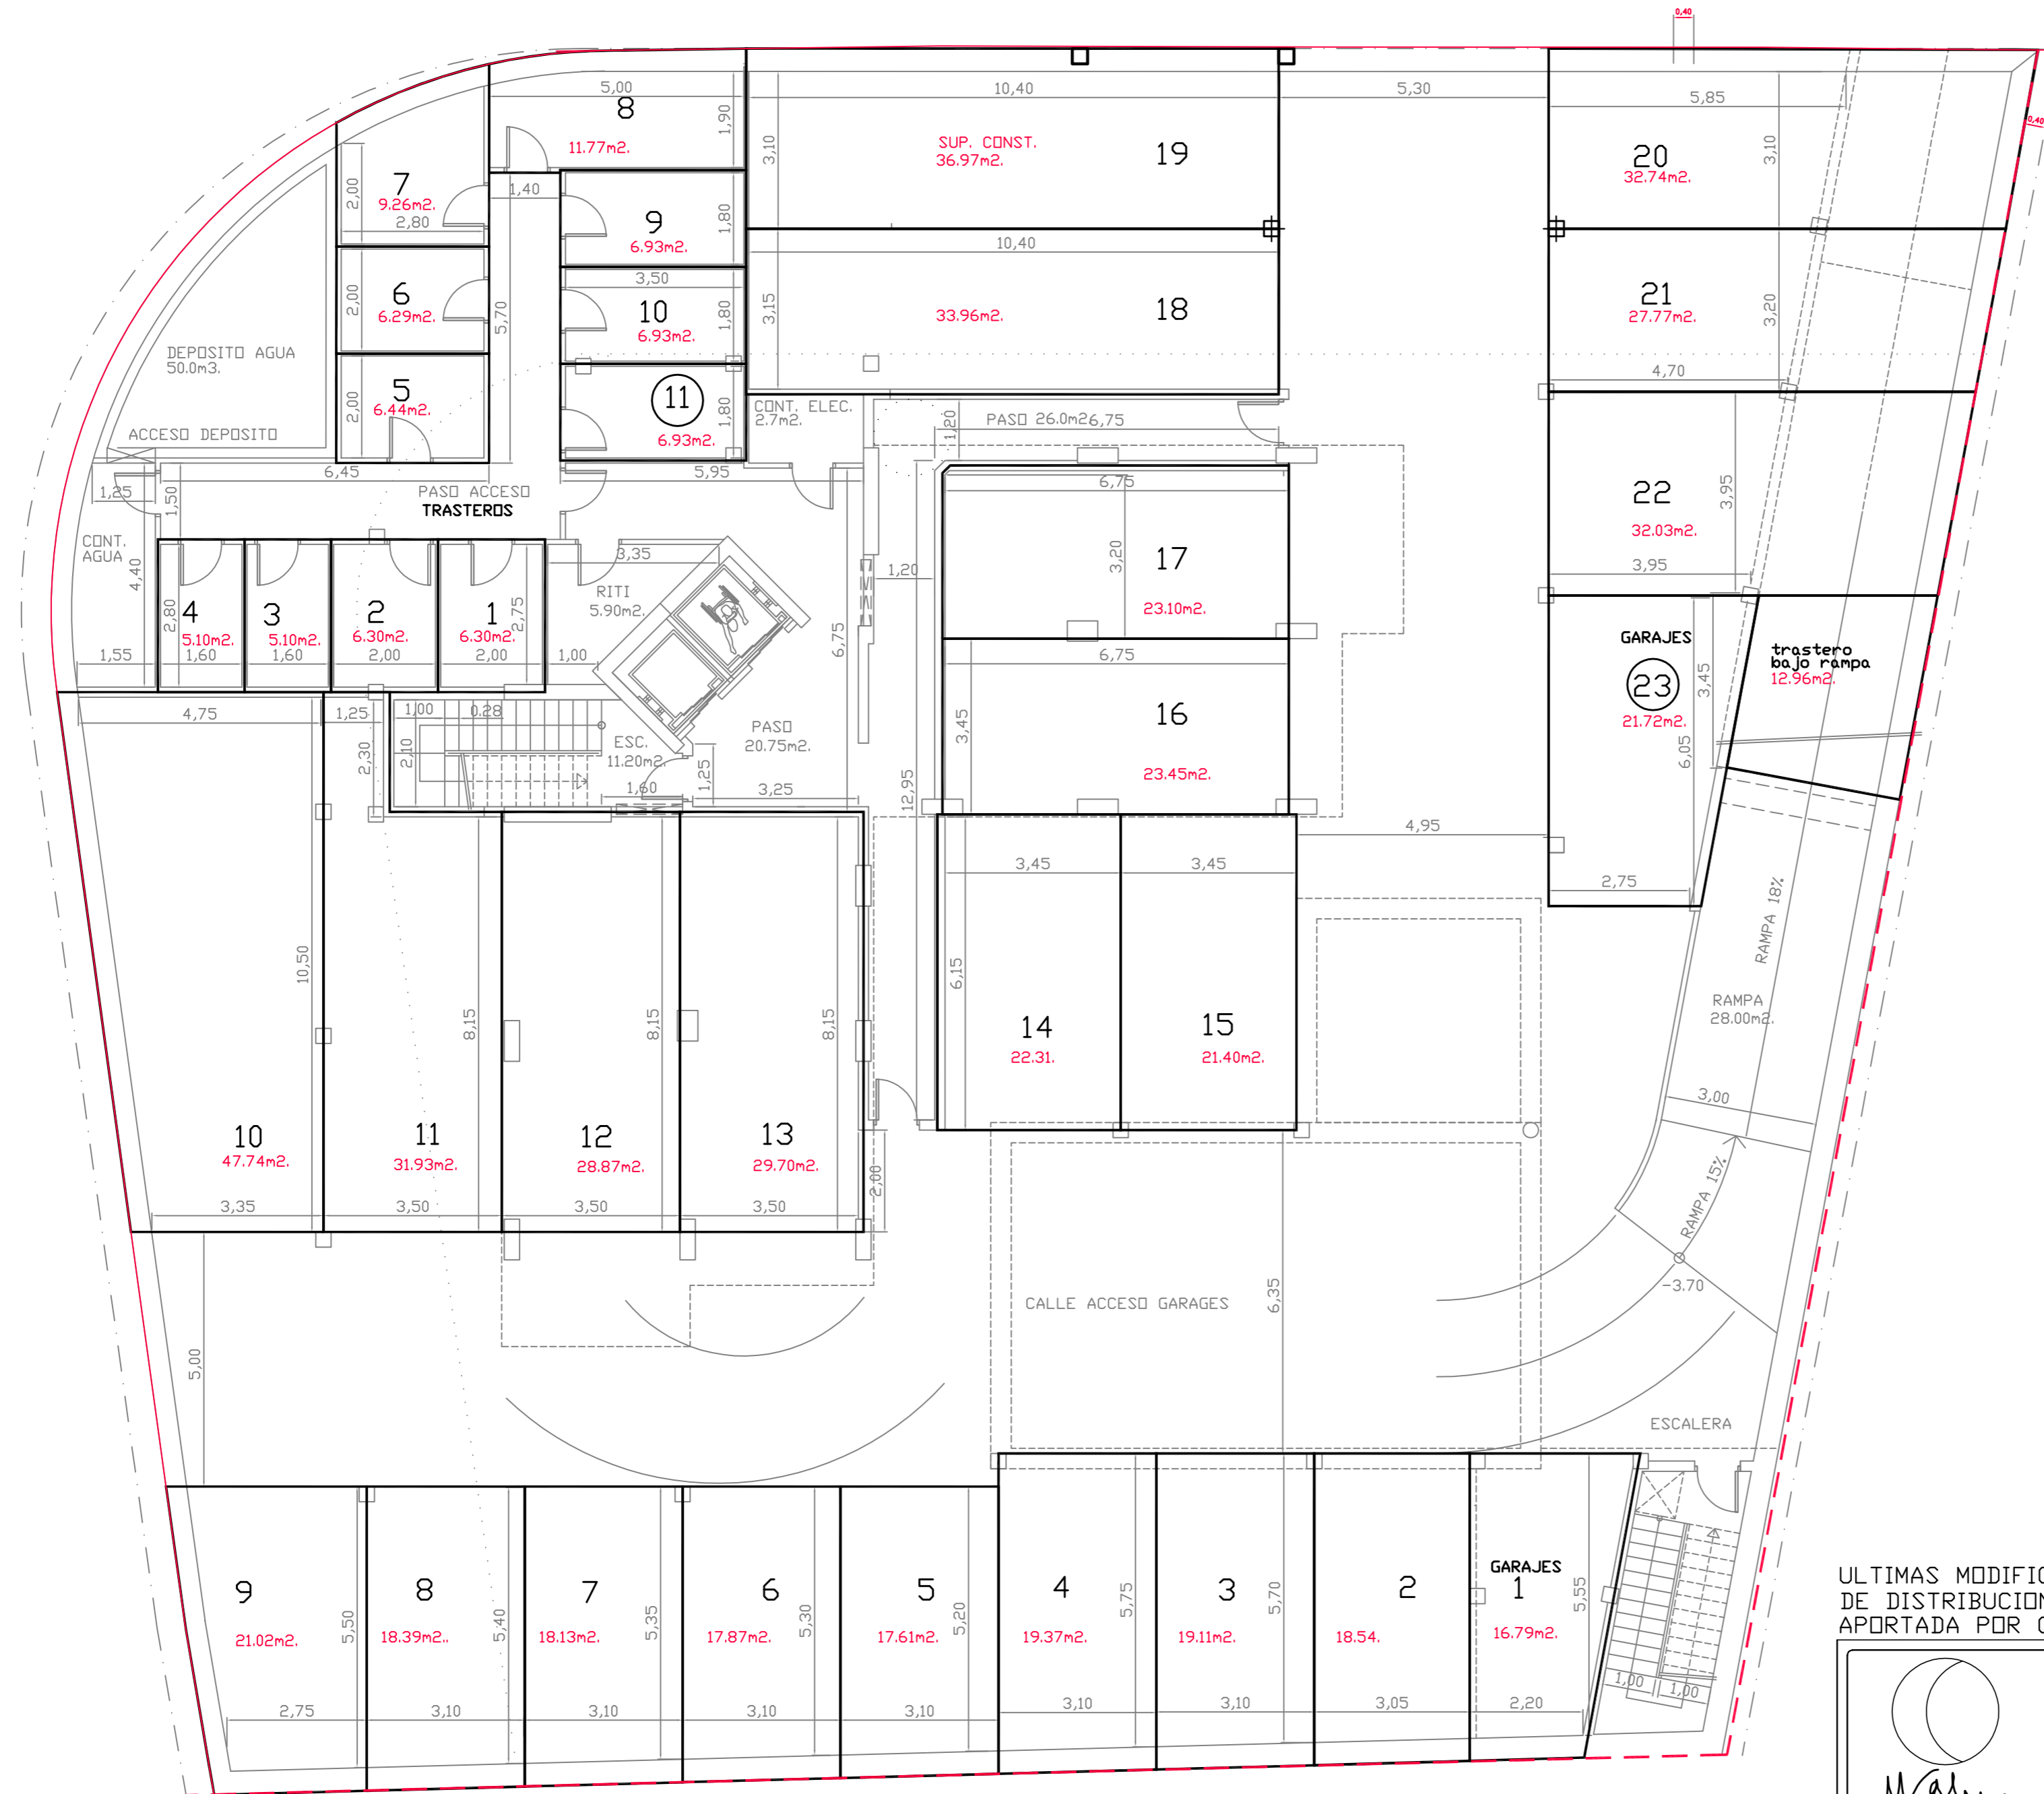 0,40
5,00
8
11.77m2.
1,90
10,40
SUP. CONST.
36.97m2.
19
3,10
5,30
5,85
0,40
20
32.74m2.
3,10
7
9.26m2.
2,80
2,00
1,40
9
6.93m2.
1,80
10,40
18
33.96m2.
3,15
21
27.77m2.
3,20
4,70
6
6.29m2.
2,00
5,70
3,50
10
6.93m2.
1,80
DEPOSITO AGUA
50.0m3.
5
6.44m2.
2,00
11
6.93m2.
1,80
CONT. ELEC.
2.7m2.
PASO 26.0m2
6,75
1,20
ACCESO DEPOSITO
1,25
1,50
6,45
5,95
PASO ACCESO
TRASTEROS
6,75
3,20
17
23.10m2.
22
32.03m2.
3,95
3,95
CONT.
AGUA
4,40
2,80
4
5.10m2.
1,60
3
5.10m2.
1,60
2
6.30m2.
2,00
1
6.30m2.
2,00
2,75
1,55
3,35
RITI
5.90m2.
1,00
6,75
1,20
6,75
16
23.45m2.
3,45
GARAJES
23
21.72m2.
3,45
6,05
trastero
bajo rampa
12.96m2.
4,75
1,25
1,00
0.28
2,30
2,10
ESC.
11.20m2.
1,60
1,25
PASO
20.75m2.
3,25
12,95
4,95
3,45
3,45
2,75
RAMPA 18%
10,50
8,15
8,15
8,15
6,15
14
22.31.
15
21.40m2.
RAMPA
28.00m2.
3,00
10
47.74m2.
3,35
11
31.93m2.
3,50
12
28.87m2.
3,50
13
29.70m2.
3,50
2,00
RAMPA 15%
-3.70
CALLE ACCESO GARAGES
6,35
5,00
ESCALERA
9
21.02m2.
5,50
2,75
8
18.39m2..
5,40
3,10
7
18.13m2.
5,35
3,10
6
17.87m2.
5,30
3,10
5
17.61m2.
5,20
3,10
4
19.37m2.
5,75
3,10
3
19.11m2.
5,70
3,10
2
18.54.
3,05
GARAJES
1
16.79m2.
5,55
2,20
1,00
1,00
ULTIMAS MODIFIC
DE DISTRIBUCION
APORTADA POR